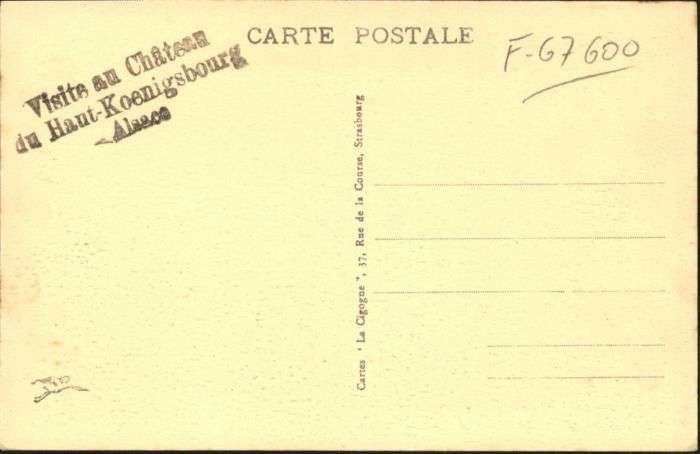 CARTE POSTALE
F-67600
Visite au Château
du Haut-Koenigsbourg
Alsace
Cartes "La Cigogne", 37, Rue de la Course, Strasbourg